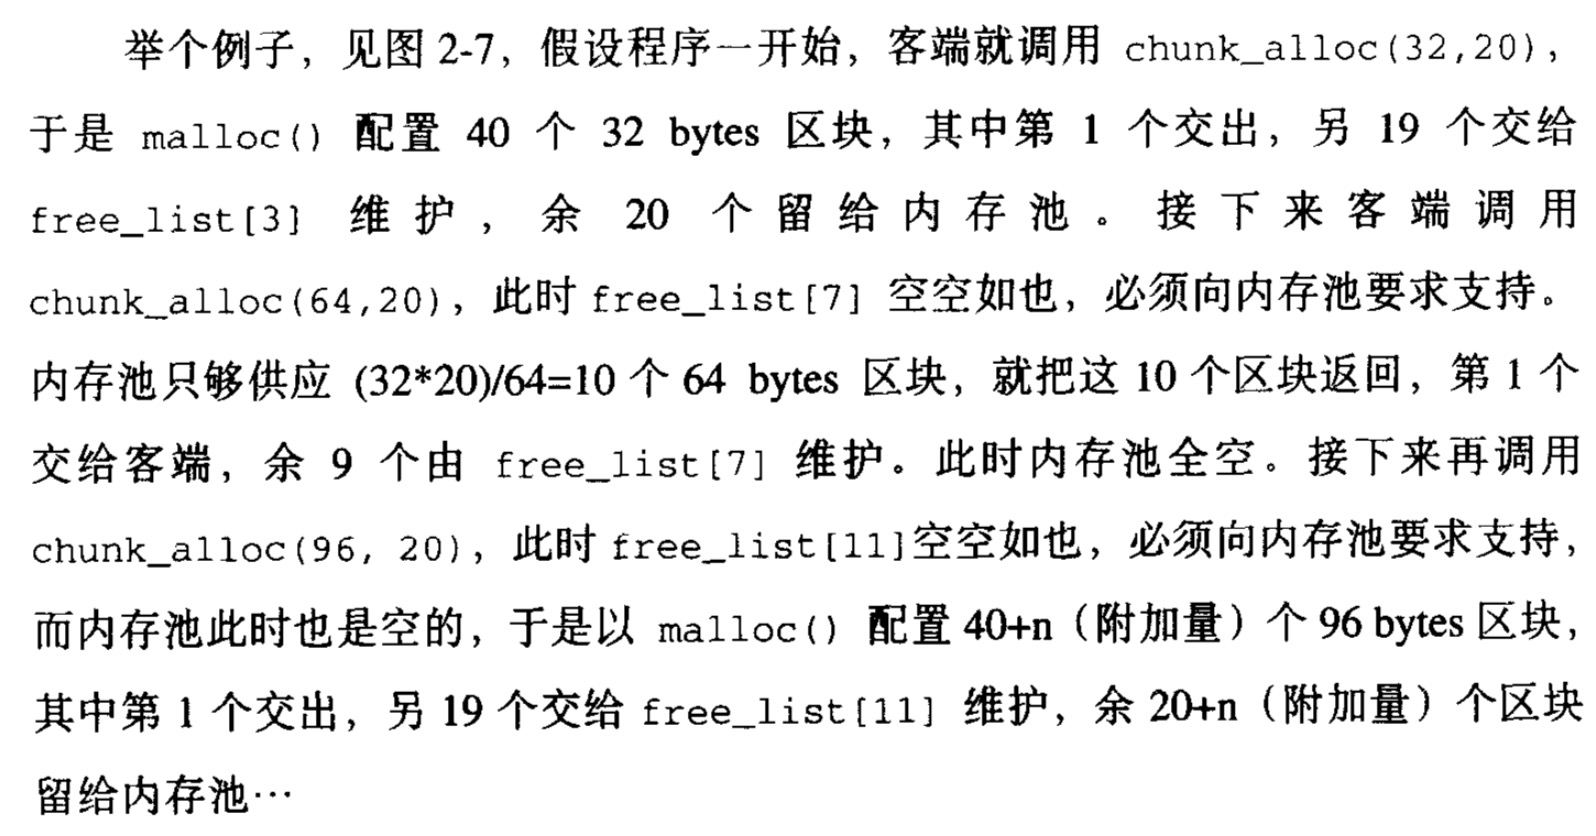 举个例子，见图 2-7，假设程序一开始，客端就调用 chunk_alloc(32,20)，
于是 malloc() 配置 40 个 32 bytes 区块，其中第 1 个交出，另 19 个交给
free_list[3] 维护，余 20 个留给内存池。接下来客端调用
chunk_alloc(64,20)，此时 free_list[7] 空空如也，必须向内存池要求支持。
内存池只够供应 (32*20)/64=10 个 64 bytes 区块，就把这 10 个区块返回，第 1 个
交给客端，余 9 个由 free_list[7] 维护。此时内存池全空。接下来再调用
chunk_alloc(96, 20)，此时 free_list[11]空空如也，必须向内存池要求支持，
而内存池此时也是空的，于是以 malloc() 配置 40+n（附加量）个 96 bytes 区块，
其中第 1 个交出，另 19 个交给 free_list[11] 维护，余 20+n（附加量）个区块
留给内存池…